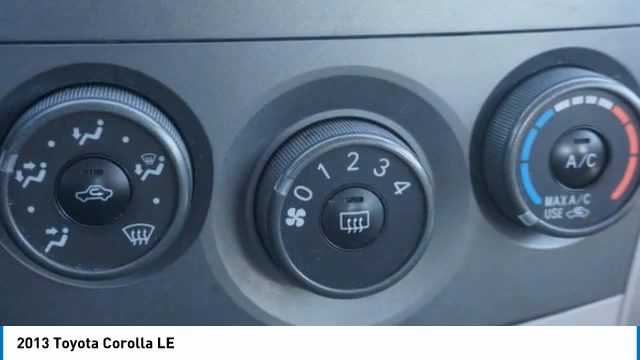 0 1 2 3 4
A/C
MAX A/C
USE
2013 Toyota Corolla LE